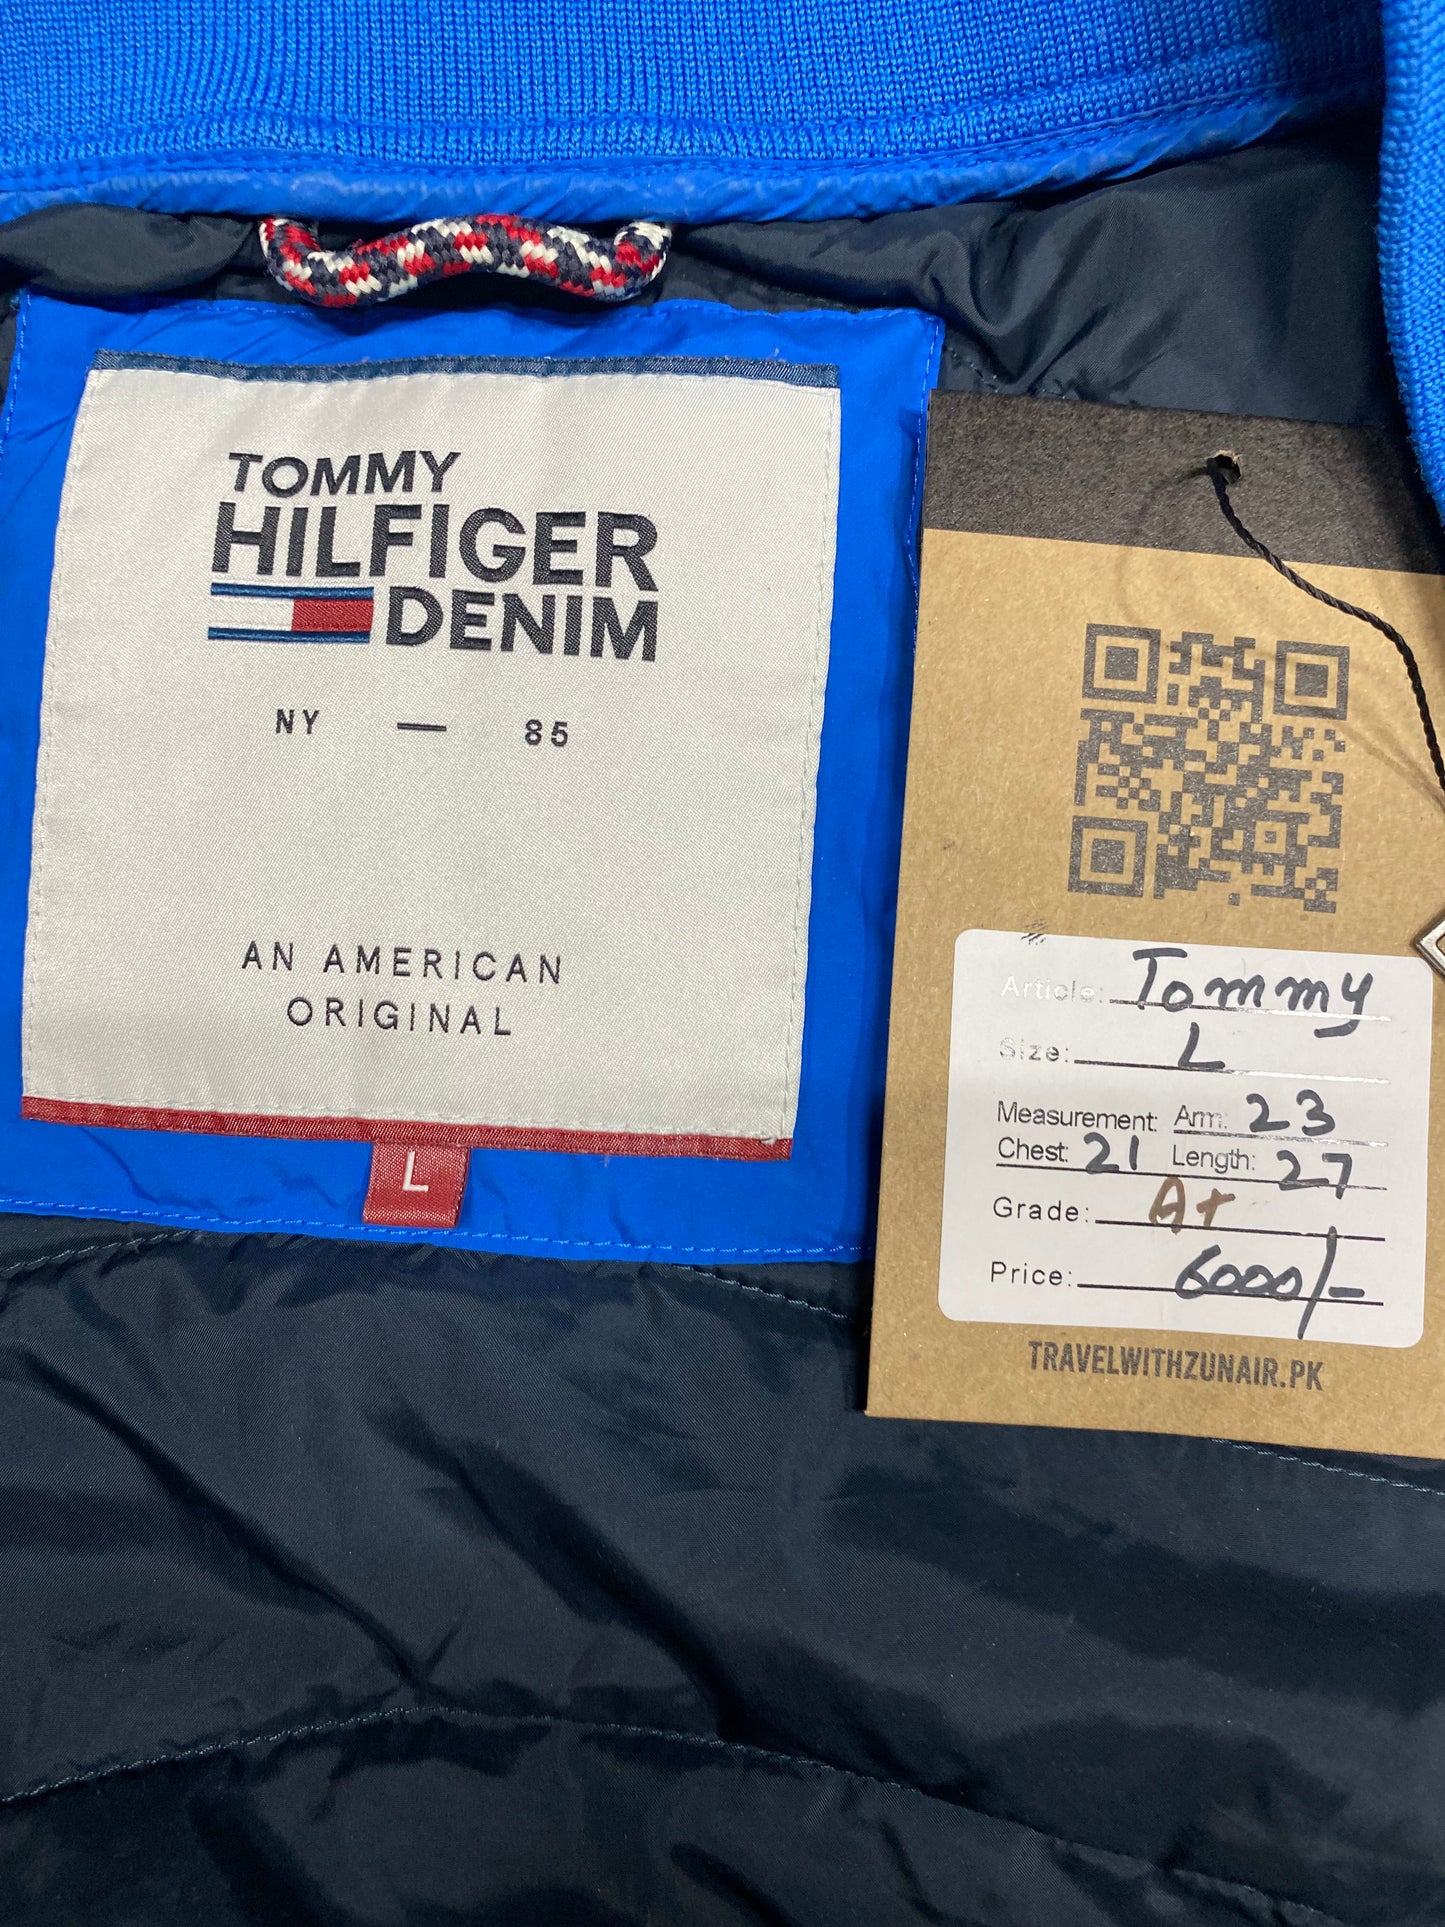 TOMMY
HILFIGER
DENIM
NY — 85
AN AMERICAN
ORIGINAL
L
Article: Tommy
Size: L
Measurement: Arm: 23
Chest: 21 Length: 27
Grade: A+
Price: 6000/-
TRAVELWITHZUNAIR.PK